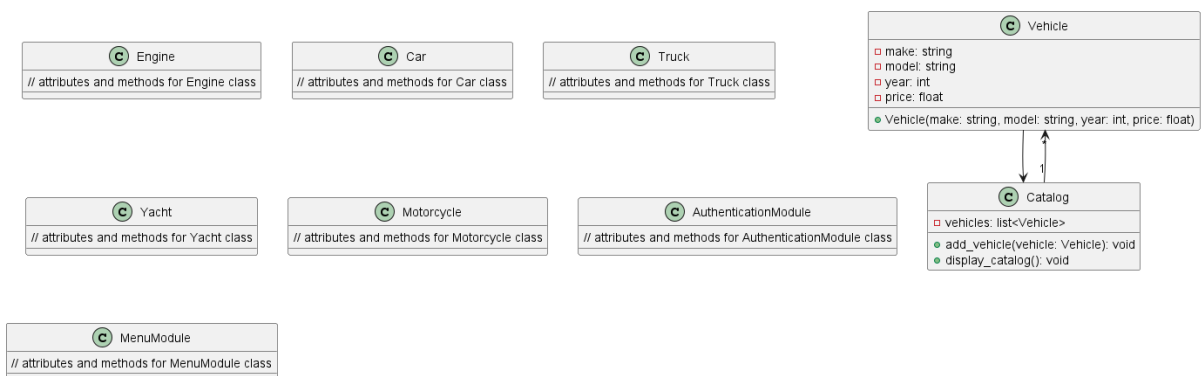 C Engine
// attributes and methods for Engine class
C Car
// attributes and methods for Car class
C Truck
// attributes and methods for Truck class
C Vehicle
make: string
model: string
year: int
price: float
Vehicle(make: string, model: string, year: int, price: float)
*
1
C Yacht
// attributes and methods for Yacht class
C Motorcycle
// attributes and methods for Motorcycle class
C AuthenticationModule
// attributes and methods for AuthenticationModule class
C Catalog
vehicles: list<Vehicle>
add_vehicle(vehicle: Vehicle): void
display_catalog(): void
C MenuModule
// attributes and methods for MenuModule class